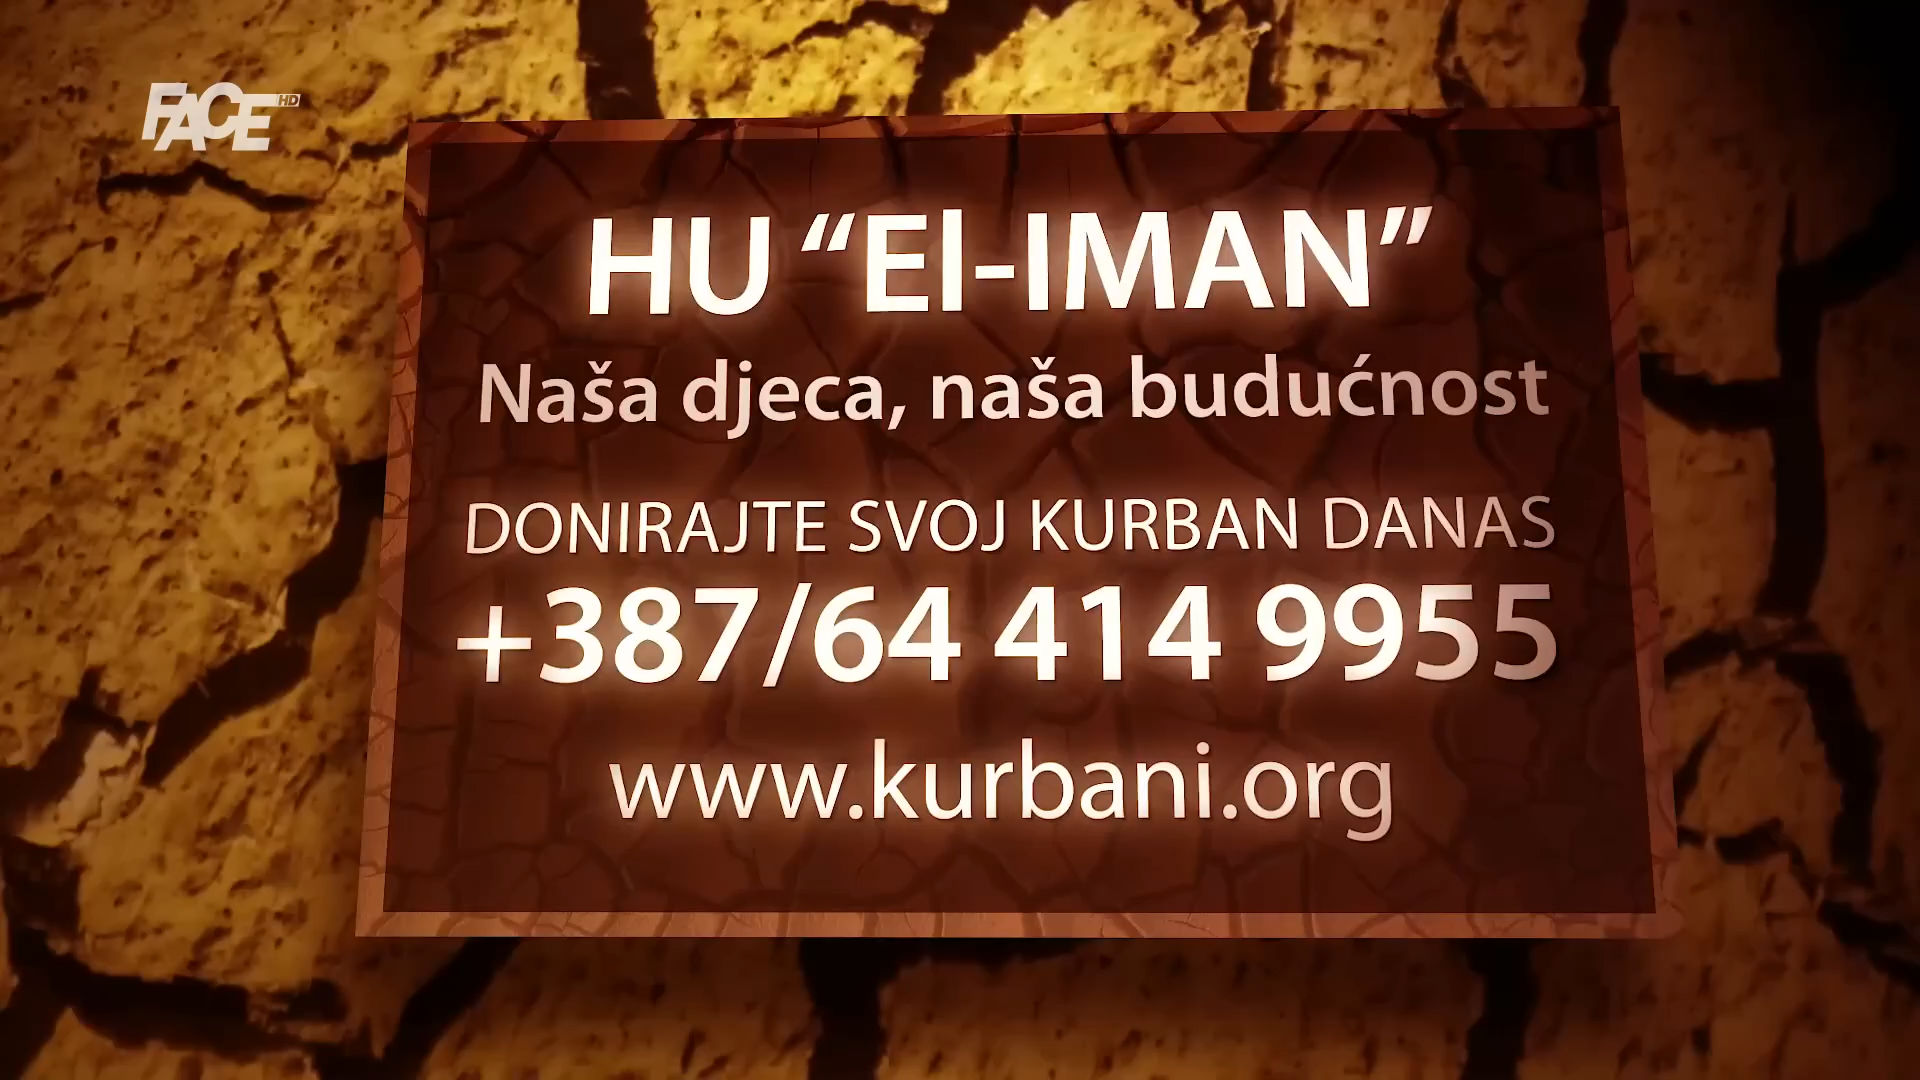 FACE HD
HU “El-IMAN”
Naša djeca, naša budućnost
DONIRAJTE SVOJ KURBAN DANAS
+387/64 414 9955
www.kurbani.org